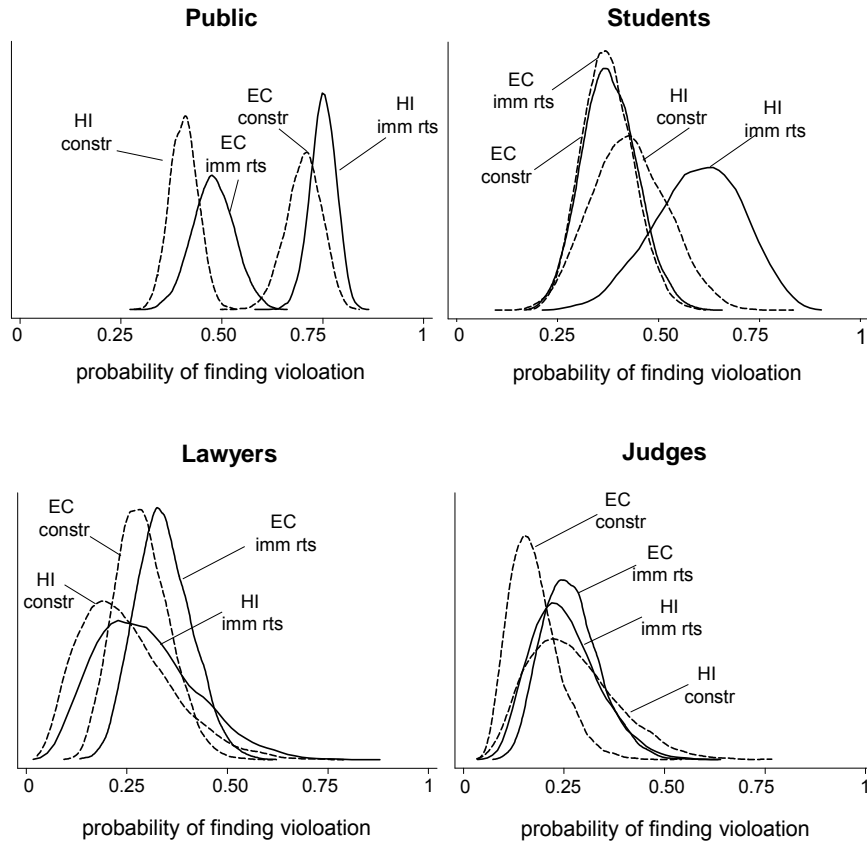 Public
HI
constr
EC
imm rts
EC
constr
HI
imm rts
0
0.25
0.50
0.75
1
probability of finding violoation
Students
EC
imm rts
EC
constr
HI
constr
HI
imm rts
0
0.25
0.50
0.75
1
probability of finding violoation
Lawyers
EC
constr
HI
constr
EC
imm rts
HI
imm rts
0
0.25
0.50
0.75
1
probability of finding violoation
Judges
EC
constr
EC
imm rts
HI
imm rts
HI
constr
0
0.25
0.50
0.75
1
probability of finding violoation